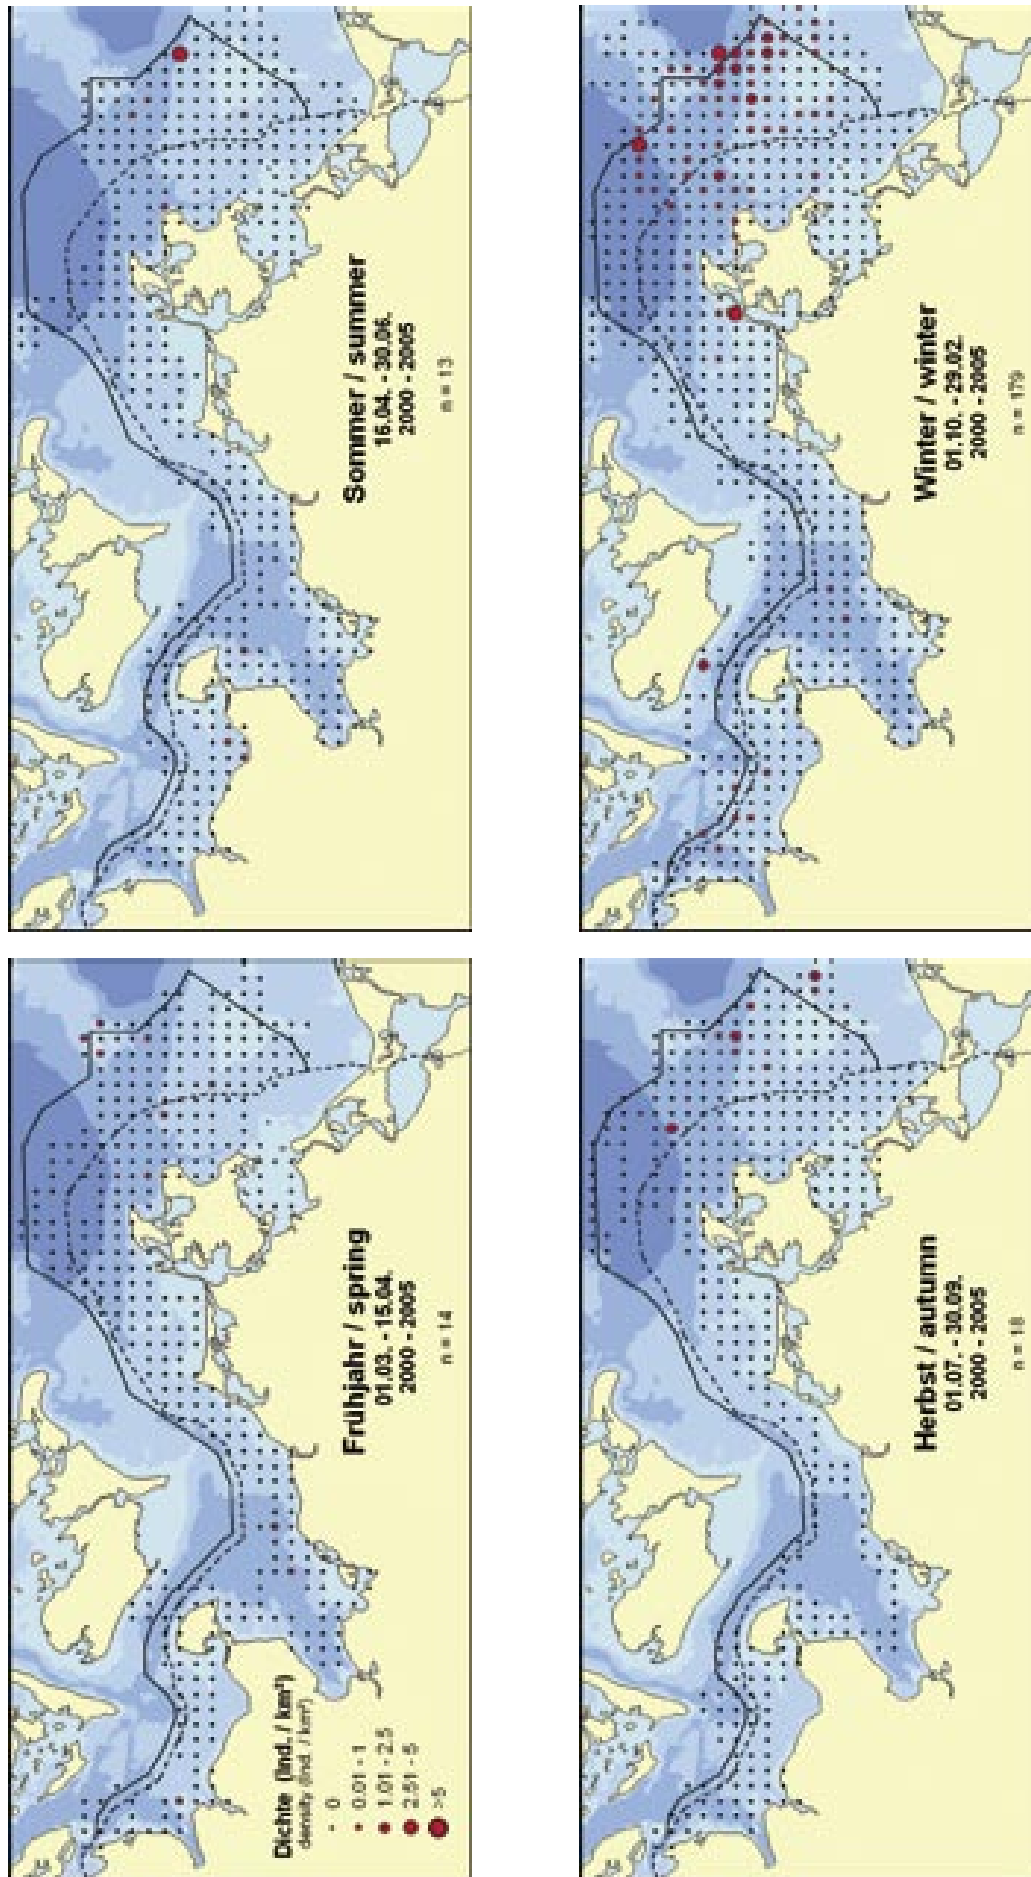 Frühjahr / spring
01.03. - 15.04.
2000 - 2005
n = 14
Dichte (Ind. / km²)
density (Ind. / km²)
0
0.01 - 1
1.01 - 2.5
2.51 - 5
>5
Sommer / summer
16.04. - 30.06.
2000 - 2005
n = 13
Herbst / autumn
01.07. - 30.09.
2000 - 2005
n = 18
Winter / winter
01.10. - 29.02.
2000 - 2005
n = 179